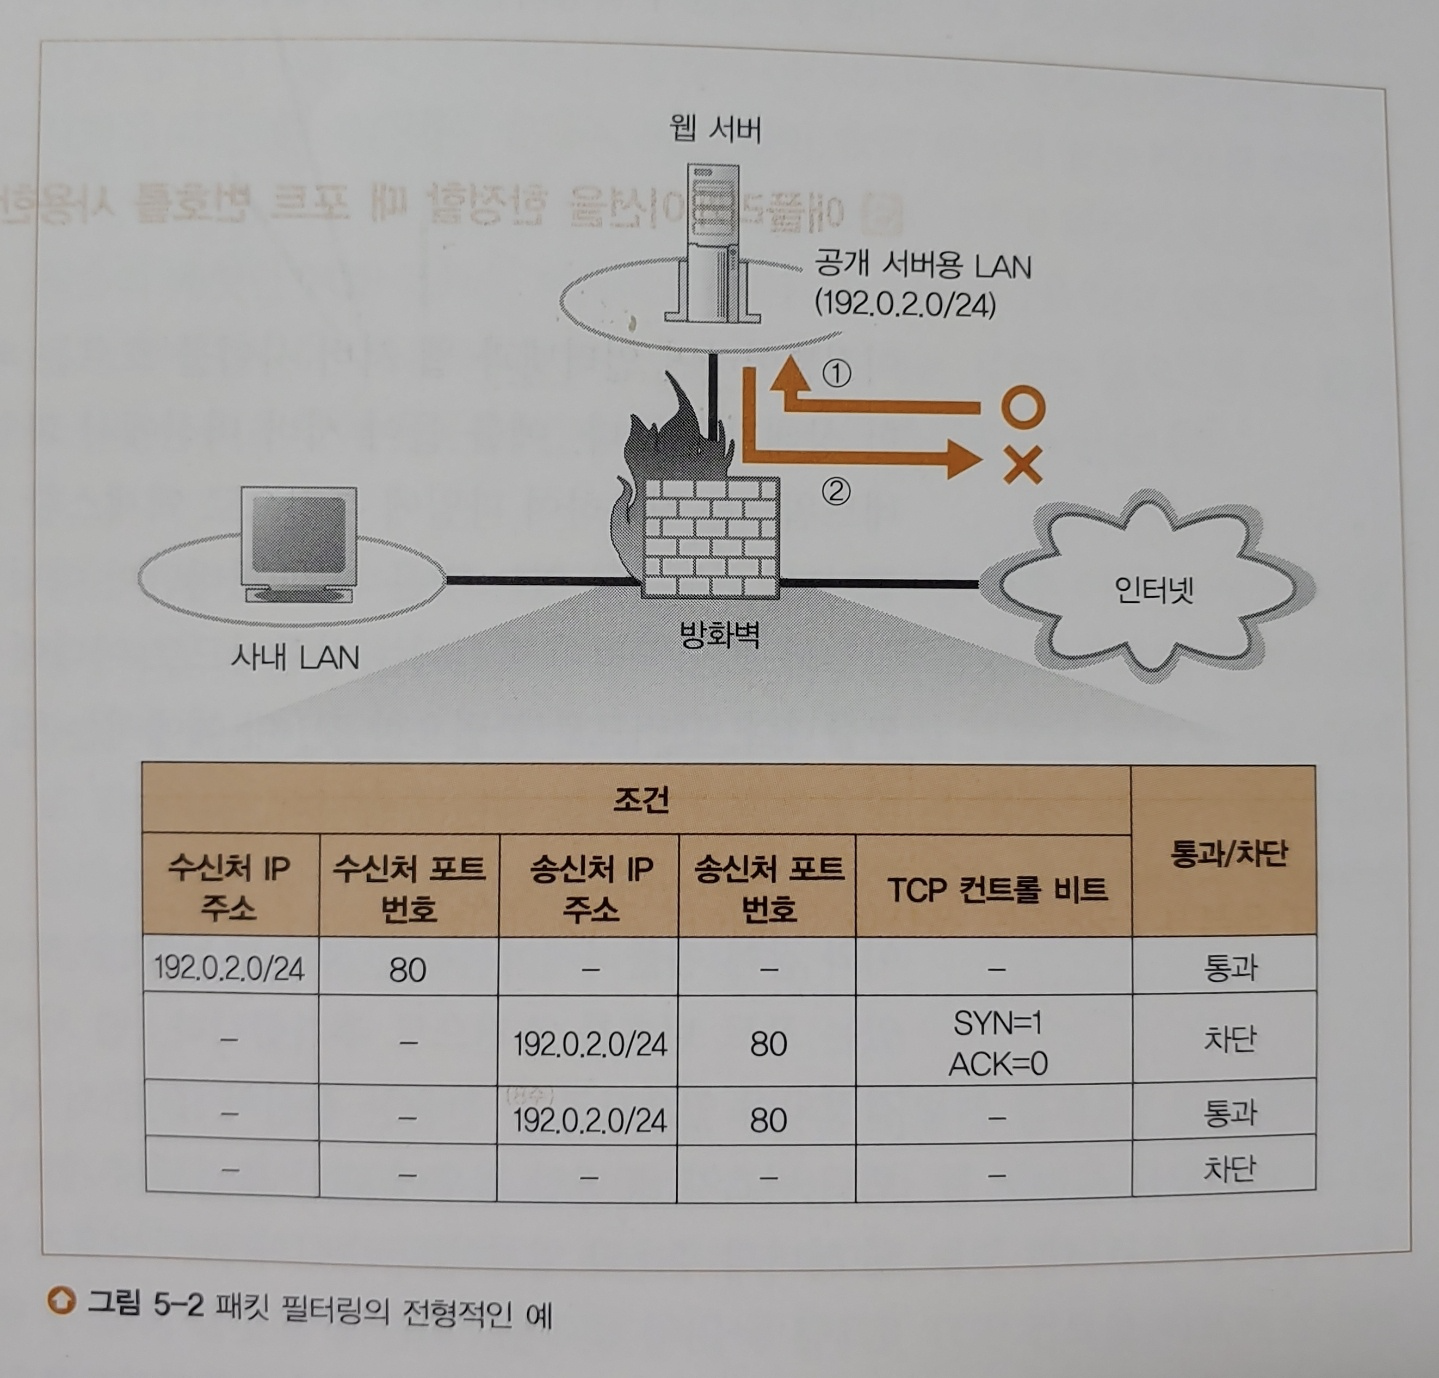 웹 서버
공개 서버용 LAN
(192.0.2.0/24)
①
②
인터넷
방화벽
사내 LAN
조건
통과/차단
수신처 IP 주소
수신처 포트 번호
송신처 IP 주소
송신처 포트 번호
TCP 컨트롤 비트
192.0.2.0/24 80 – – – 통과
– – 192.0.2.0/24 80 SYN=1 ACK=0 차단
– – 192.0.2.0/24 80 – 통과
– – – – – 차단
그림 5-2 패킷 필터링의 전형적인 예